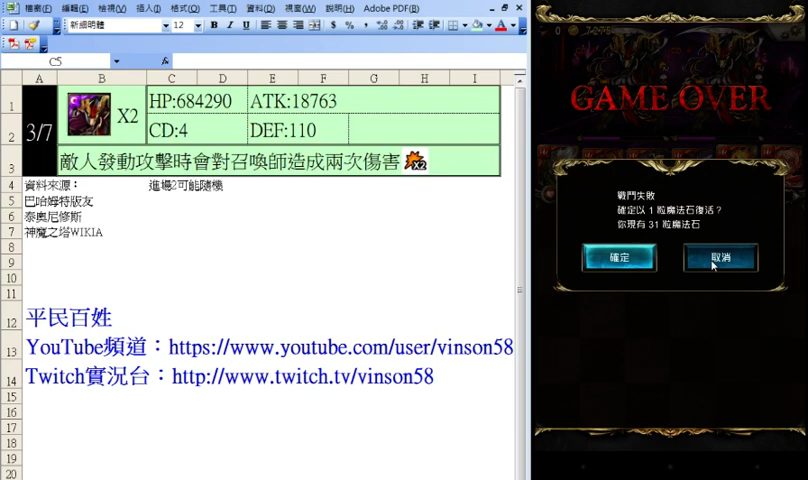 檔案(F) 編輯(E) 檢視(V) 插入(I) 格式(O) 工具(T) 資料(D) 視窗(W) 說明(H) Adobe PDF(B)
新細明體 12 B I U $ %
C5 fx
A B C D E F G H I
1 X2 HP:684290 ATK:18763
2 3/7 CD:4 DEF:110
3 敵人發動攻擊時會對召喚師造成兩次傷害 X2
4 資料來源： 進場2可能隨機
5 巴哈姆特版友
6 泰奧尼修斯
7 神魔之塔WIKIA
8
9
10
11
12 平民百姓
13 YouTube頻道：https://www.youtube.com/user/vinson58
14 Twitch實況台：http://www.twitch.tv/vinson58
15
16
17
18
19
20
GAME OVER
戰鬥失敗
確定以 1 粒魔法石復活？
你現有 31 粒魔法石
確定 取消